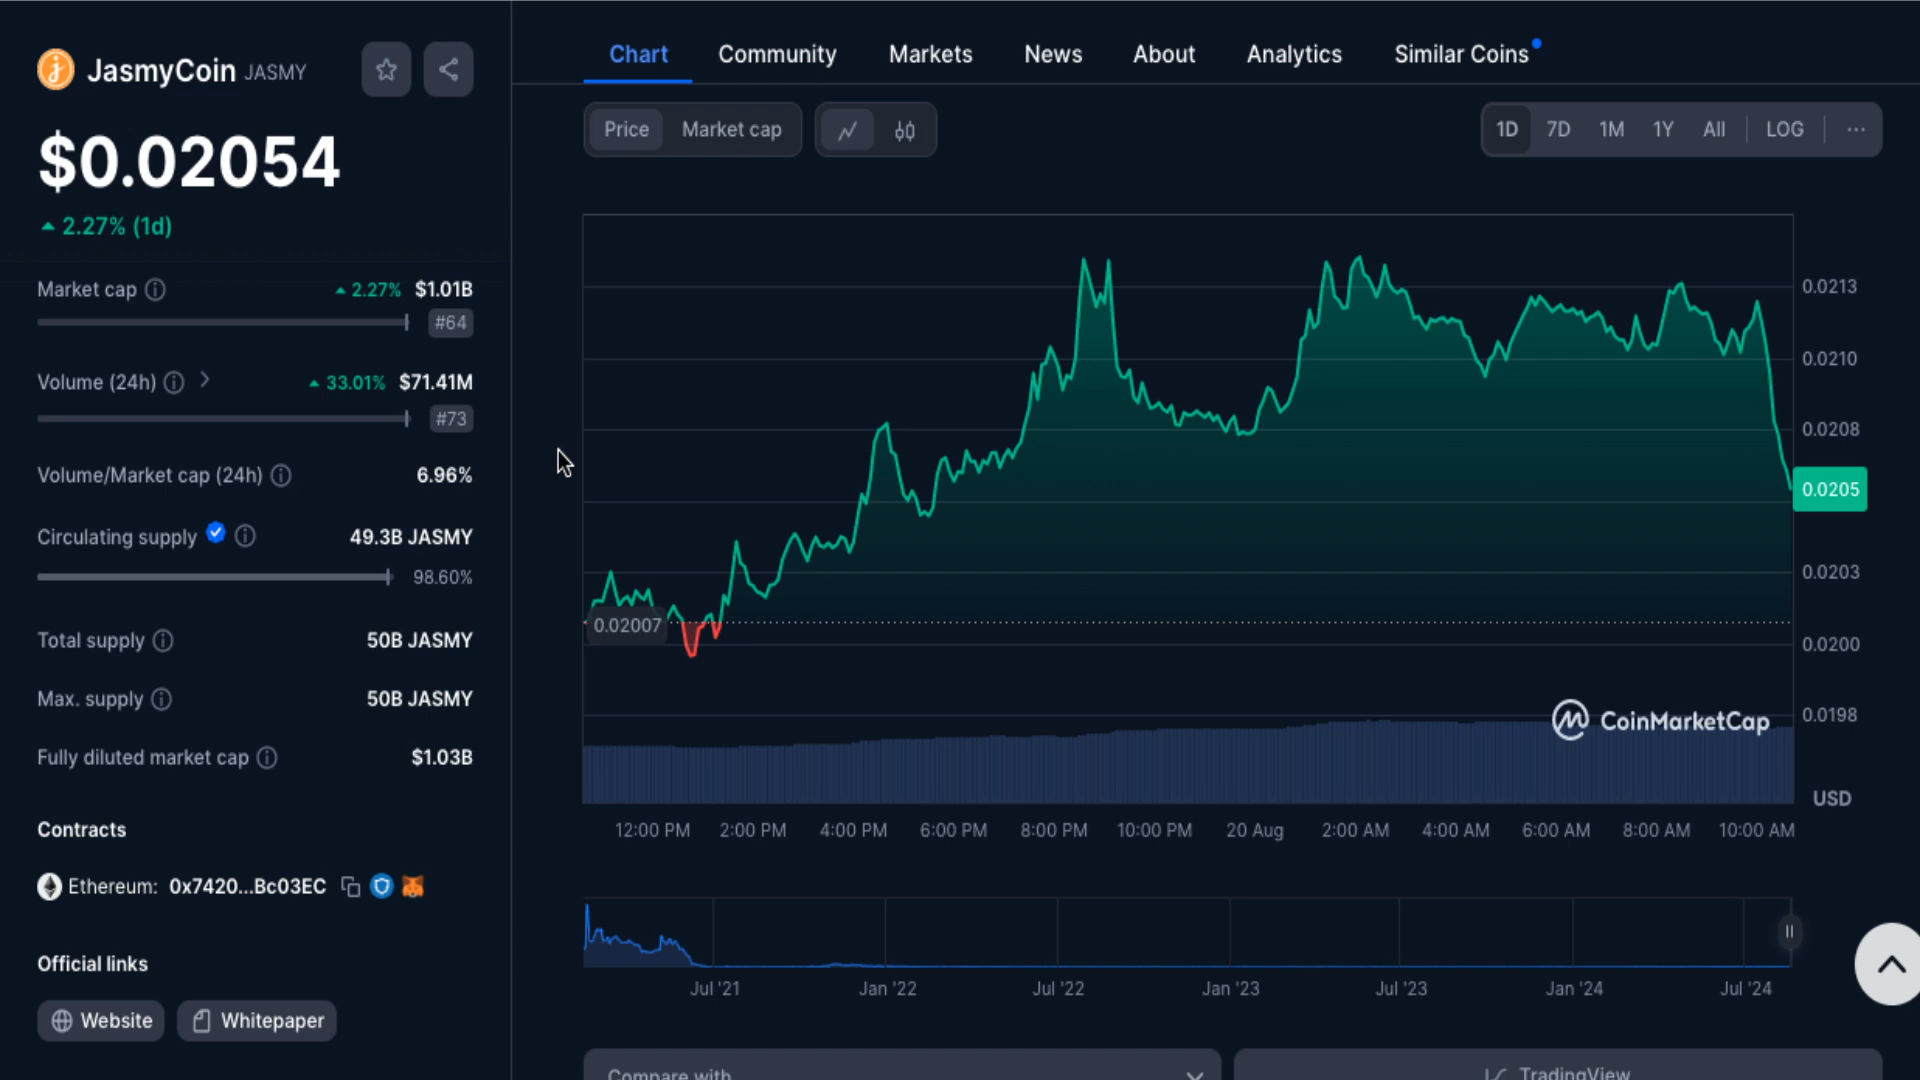 JasmyCoin JASMY
$0.02054
2.27% (1d)
Market cap 2.27% $1.01B
#64
Volume (24h) 33.01% $71.41M
#73
Volume/Market cap (24h) 6.96%
Circulating supply 49.3B JASMY
98.60%
Total supply 50B JASMY
Max. supply 50B JASMY
Fully diluted market cap $1.03B
Contracts
Ethereum: 0x7420...Bc03EC
Official links
Website Whitepaper
Chart Community Markets News About Analytics Similar Coins
Price Market cap
1D 7D 1M 1Y All LOG ...
0.0213
0.0210
0.0208
0.0205
0.0203
0.02007
0.0200
0.0198
CoinMarketCap
USD
12:00 PM 2:00 PM 4:00 PM 6:00 PM 8:00 PM 10:00 PM 20 Aug 2:00 AM 4:00 AM 6:00 AM 8:00 AM 10:00 AM
Jul '21 Jan '22 Jul '22 Jan '23 Jul '23 Jan '24 Jul '24
Compare with TradingView